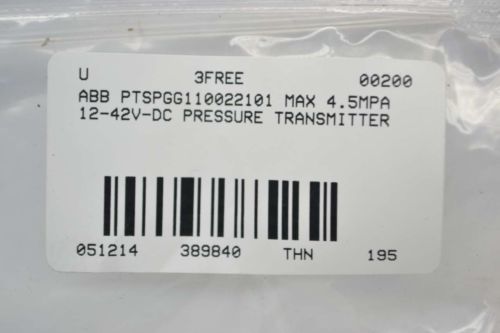 U 3FREE 00200
ABB PTSPGG110022101 MAX 4.5MPA
12-42V-DC PRESSURE TRANSMITTER
051214 389840 THN 195